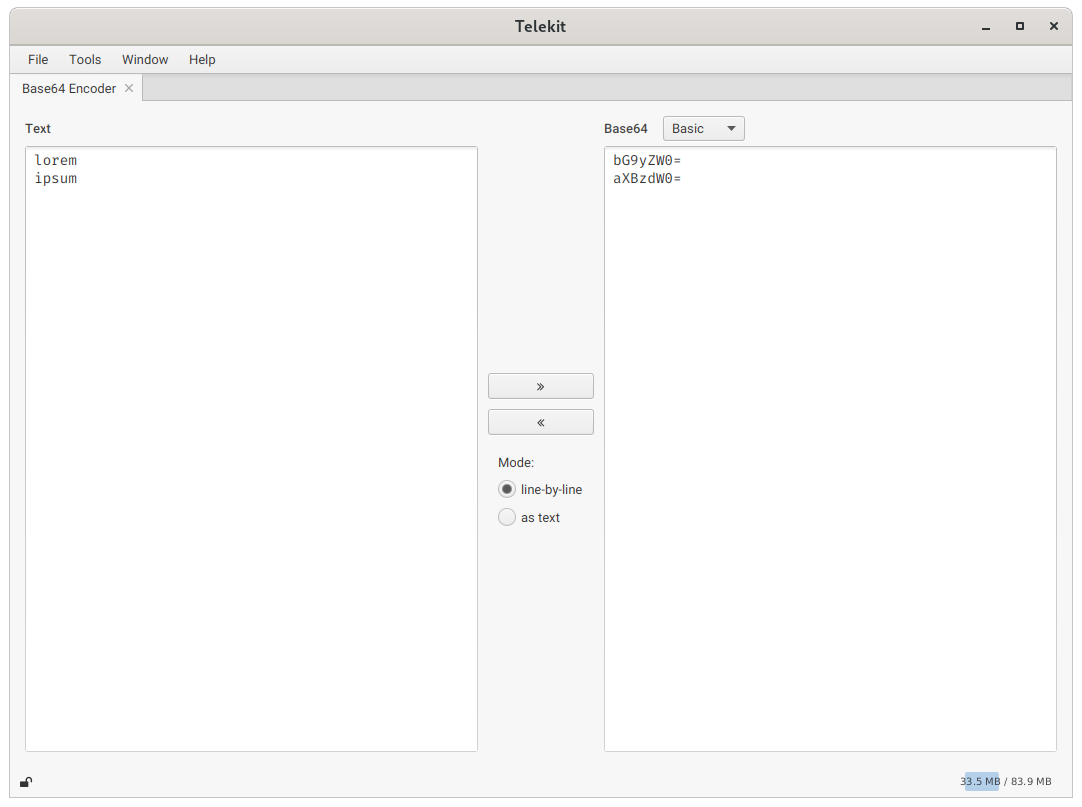 Telekit
File Tools Window Help
Base64 Encoder
Text
lorem
ipsum
»
«
Mode:
line-by-line
as text
Base64 Basic
bG9yZW0=
aXBzdW0=
33.5 MB / 83.9 MB